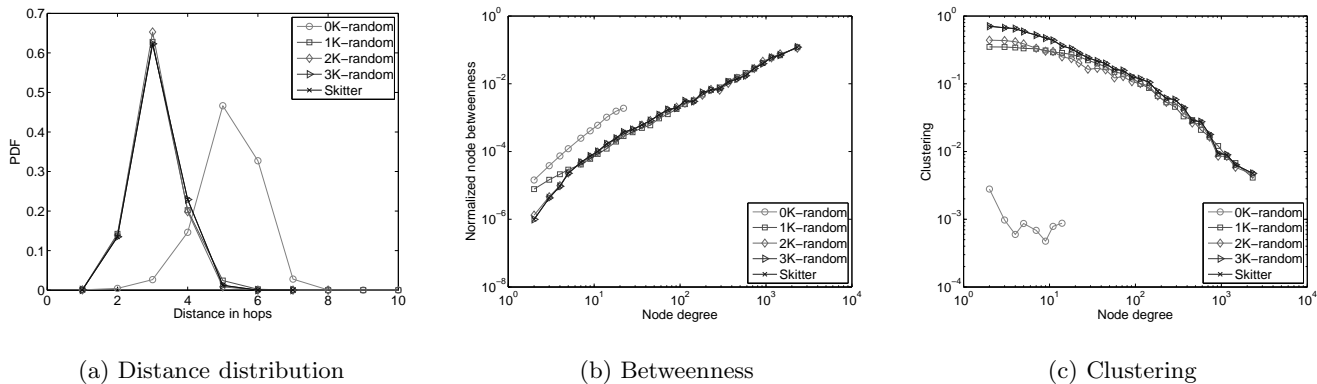 0.7
0.6
0.5
0.4
0.3
0.2
0.1
0
0 2 4 6 8 10
PDF
Distance in hops
0K-random
1K-random
2K-random
3K-random
Skitter
(a) Distance distribution
10^0
10^−2
10^−4
10^−6
10^−8
10^0 10^1 10^2 10^3 10^4
Normalized node betweenness
Node degree
0K-random
1K-random
2K-random
3K-random
Skitter
(b) Betweenness
10^0
10^−1
10^−2
10^−3
10^−4
10^0 10^1 10^2 10^3 10^4
Clustering
Node degree
0K−random
1K−random
2K−random
3K−random
Skitter
(c) Clustering